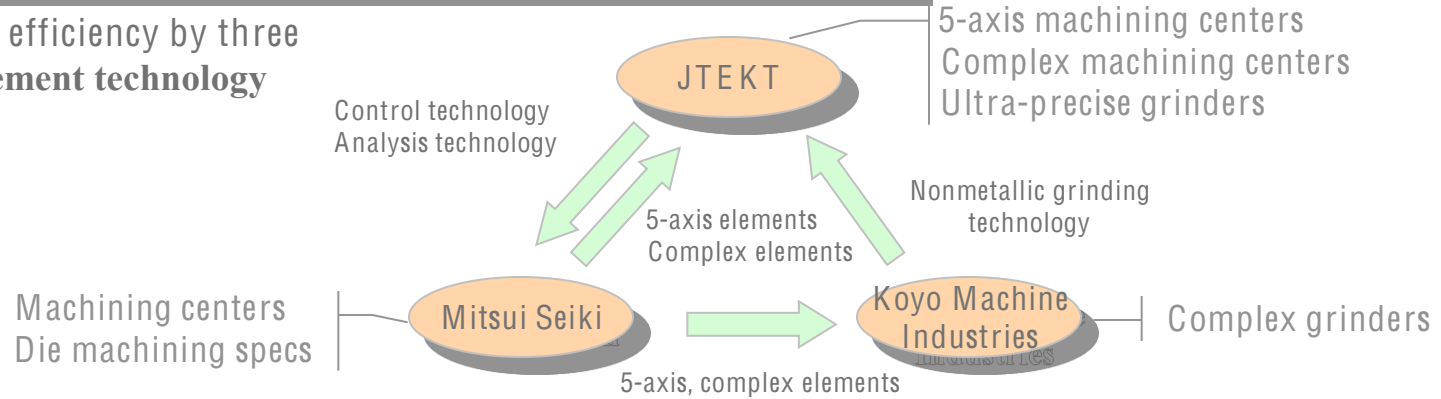 efficiency by three
ement technology
JTEKT
5-axis machining centers
Complex machining centers
Ultra-precise grinders
Control technology
Analysis technology
5-axis elements
Complex elements
Nonmetallic grinding
technology
Machining centers
Die machining specs
Mitsui Seiki
Koyo Machine
Industries
Industries
Complex grinders
5-axis, complex elements